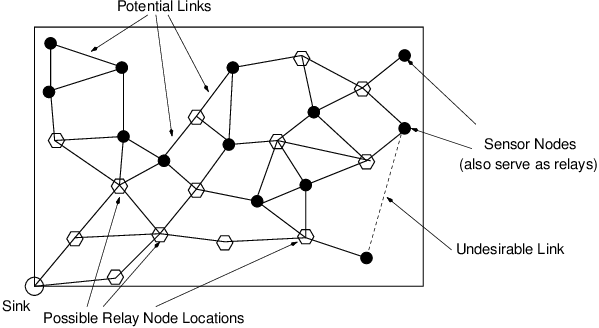 Potential Links
Sensor Nodes
(also serve as relays)
Undesirable Link
Sink
Possible Relay Node Locations